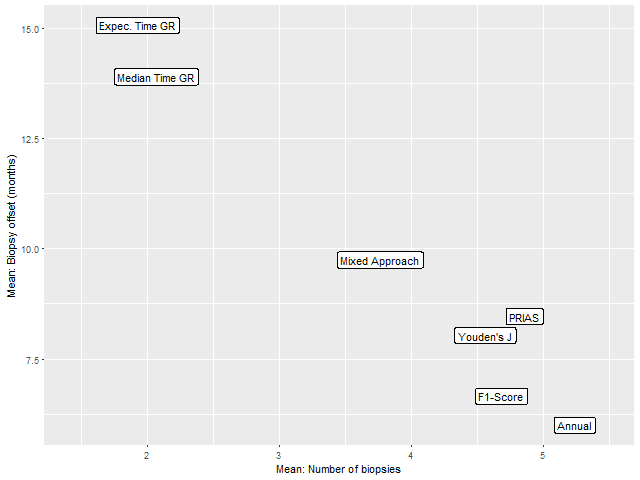 Expec. Time GR
Median Time GR
Mixed Approach
PRIAS
Youden's J
F1-Score
Annual
15.0
12.5
10.0
7.5
2
3
4
5
Mean: Number of biopsies
Mean: Biopsy offset (months)